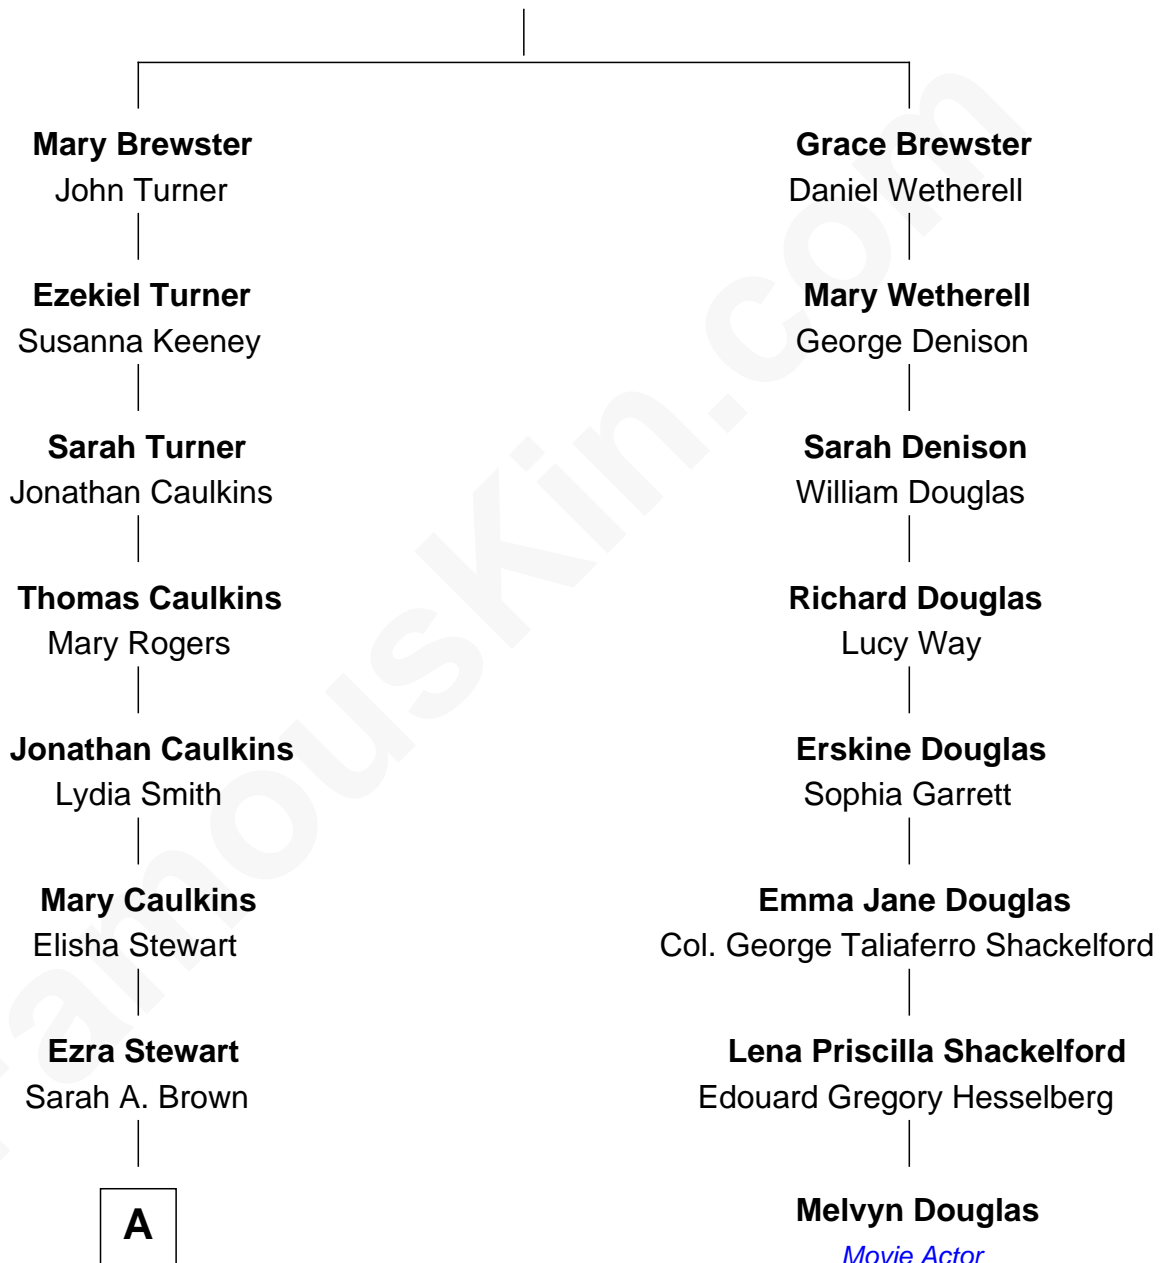 Mary Brewster
John Turner
Grace Brewster
Daniel Wetherell
Ezekiel Turner
Susanna Keeney
Mary Wetherell
George Denison
Sarah Turner
Jonathan Caulkins
Sarah Denison
William Douglas
Thomas Caulkins
Mary Rogers
Richard Douglas
Lucy Way
Jonathan Caulkins
Lydia Smith
Erskine Douglas
Sophia Garrett
Mary Caulkins
Elisha Stewart
Emma Jane Douglas
Col. George Taliaferro Shackelford
Ezra Stewart
Sarah A. Brown
Lena Priscilla Shackelford
Edouard Gregory Hesselberg
A
Melvyn Douglas
Movie Actor
FamousKin.com